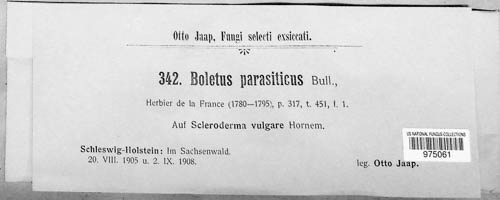 Otto Jaap, Fungi selecti exsiccati.
342. Boletus parasiticus Bull.,
Herbier de la France (1780—1795), p. 317, t. 451, f. 1.
Auf Scleroderma vulgare Hornem.
US NATIONAL FUNGUS COLLECTIONS
975061
Schleswig-Holstein: Im Sachsenwald.
20. VIII. 1905 u. 2. IX. 1908.
leg. Otto Jaap.